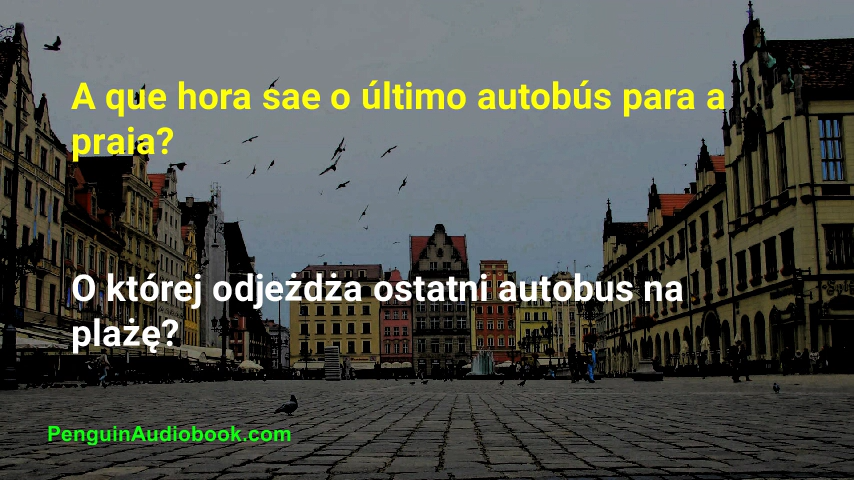 A que hora sae o último autobús para a
praia?
O której odjeżdża ostatni autobus na
plażę?
PenguinAudiobook.com